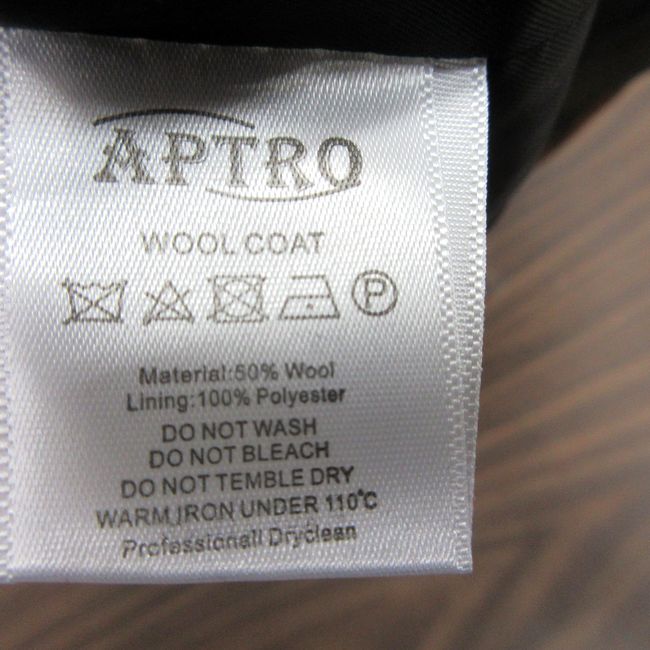 APTRO
WOOL COAT
P
Material:50% Wool
Lining:100% Polyester
DO NOT WASH
DO NOT BLEACH
DO NOT TEMBLE DRY
WARM IRON UNDER 110°C
Professionall Dryclean